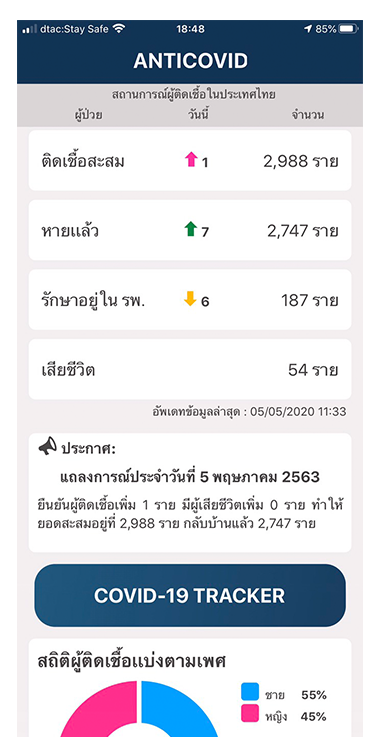 dtac:Stay Safe 18:48 85%
ANTICOVID
สถานการณ์ผู้ติดเชื้อในประเทศไทย
ผู้ป่วย วันนี้ จำนวน
ติดเชื้อสะสม 1 2,988 ราย
หายแล้ว 7 2,747 ราย
รักษาอยู่ใน รพ. 6 187 ราย
เสียชีวิต 54 ราย
อัพเดทข้อมูลล่าสุด : 05/05/2020 11:33
ประกาศ:
แถลงการณ์ประจำวันที่ 5 พฤษภาคม 2563
ยืนยันผู้ติดเชื้อเพิ่ม 1 ราย มีผู้เสียชีวิตเพิ่ม 0 ราย ทำให้
ยอดสะสมอยู่ที่ 2,988 ราย กลับบ้านแล้ว 2,747 ราย
COVID-19 TRACKER
สถิติผู้ติดเชื้อแบ่งตามเพศ
ชาย 55%
หญิง 45%